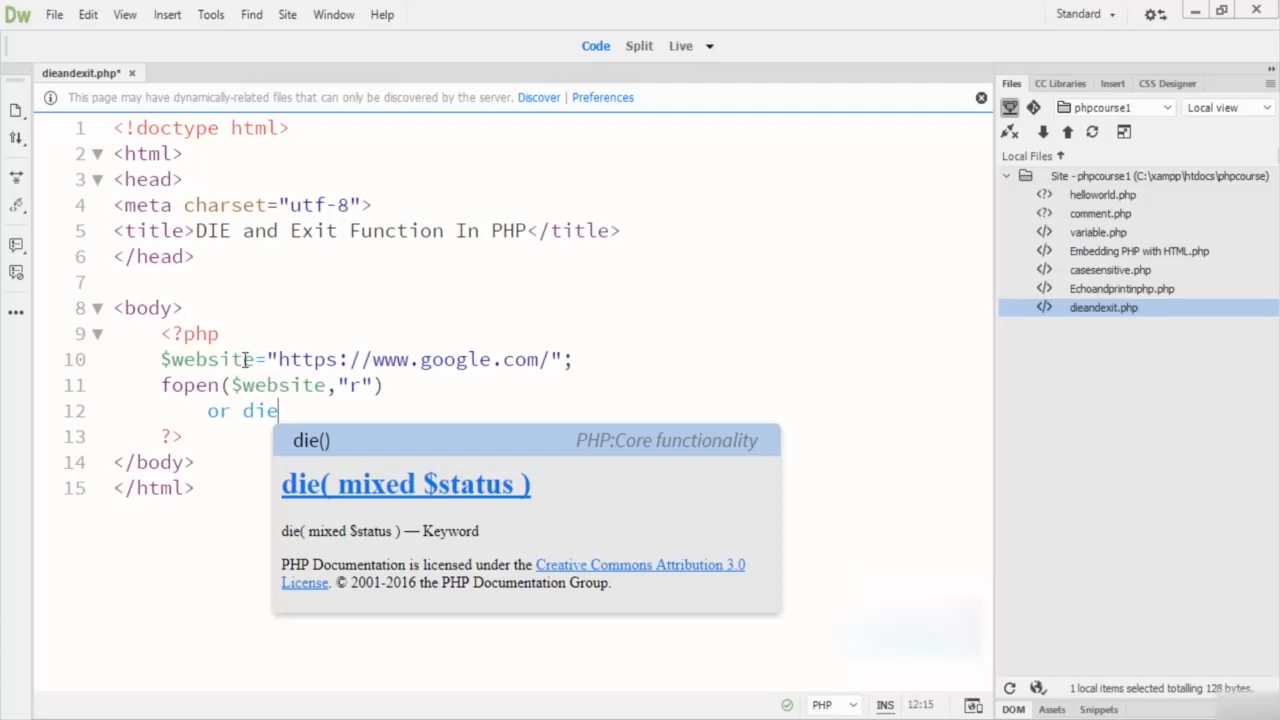 Dw File Edit View Insert Tools Find Site Window Help Standard
Code Split Live
dieandexit.php*
This page may have dynamically-related files that can only be discovered by the server. Discover | Preferences
1 <!doctype html>
2 <html>
3 <head>
4 <meta charset="utf-8">
5 <title>DIE and Exit Function In PHP</title>
6 </head>
7
8 <body>
9 <?php
10 $website="https://www.google.com/";
11 fopen($website,"r")
12 or die
13 ?>
14 </body>
15 </html>
die() PHP:Core functionality
die( mixed $status )
die( mixed $status ) — Keyword
PHP Documentation is licensed under the Creative Commons Attribution 3.0
License. © 2001-2016 the PHP Documentation Group.
PHP INS 12:15
Files CC Libraries Insert CSS Designer
phpcourse1 Local view
Local Files
Site - phpcourse1 (C:\xampp\htdocs\phpcourse)
helloworld.php
comment.php
variable.php
Embedding PHP with HTML.php
casesensitive.php
Echoandprintinphp.php
dieandexit.php
1 local items selected totalling 128 bytes.
DOM Assets Snippets